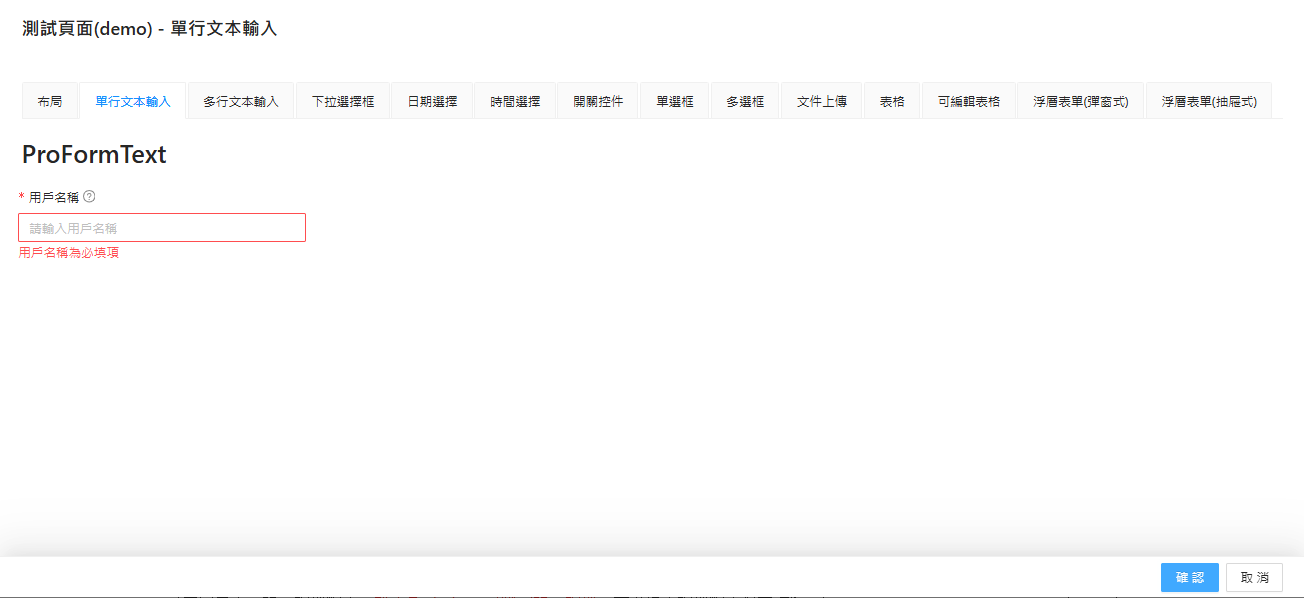 測試頁面(demo) - 單行文本輸入
布局 單行文本輸入 多行文本輸入 下拉選擇框 日期選擇 時間選擇 開關控件 單選框 多選框 文件上傳 表格 可編輯表格 浮層表單(彈窗式) 浮層表單(抽屜式)
ProFormText
* 用戶名稱
請輸入用戶名稱
用戶名稱為必填項
確 認 取 消